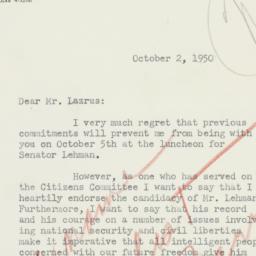 October 2, 1950
Dear Mr. Lazrus:
I very much regret that previous
commitments will prevent me from being with
you on October 5th at the luncheon for
Senator Lehman.
However, as one who has served on
the Citizens Committee I want to say that I
heartily endorse the candidacy of Mr. Lehman
Furthermore, I want to say that his record
and his courage on a number of issues involv-
ing national security and civil liberties
make it imperative that all intelligent peop
concerned with our future freedom give him